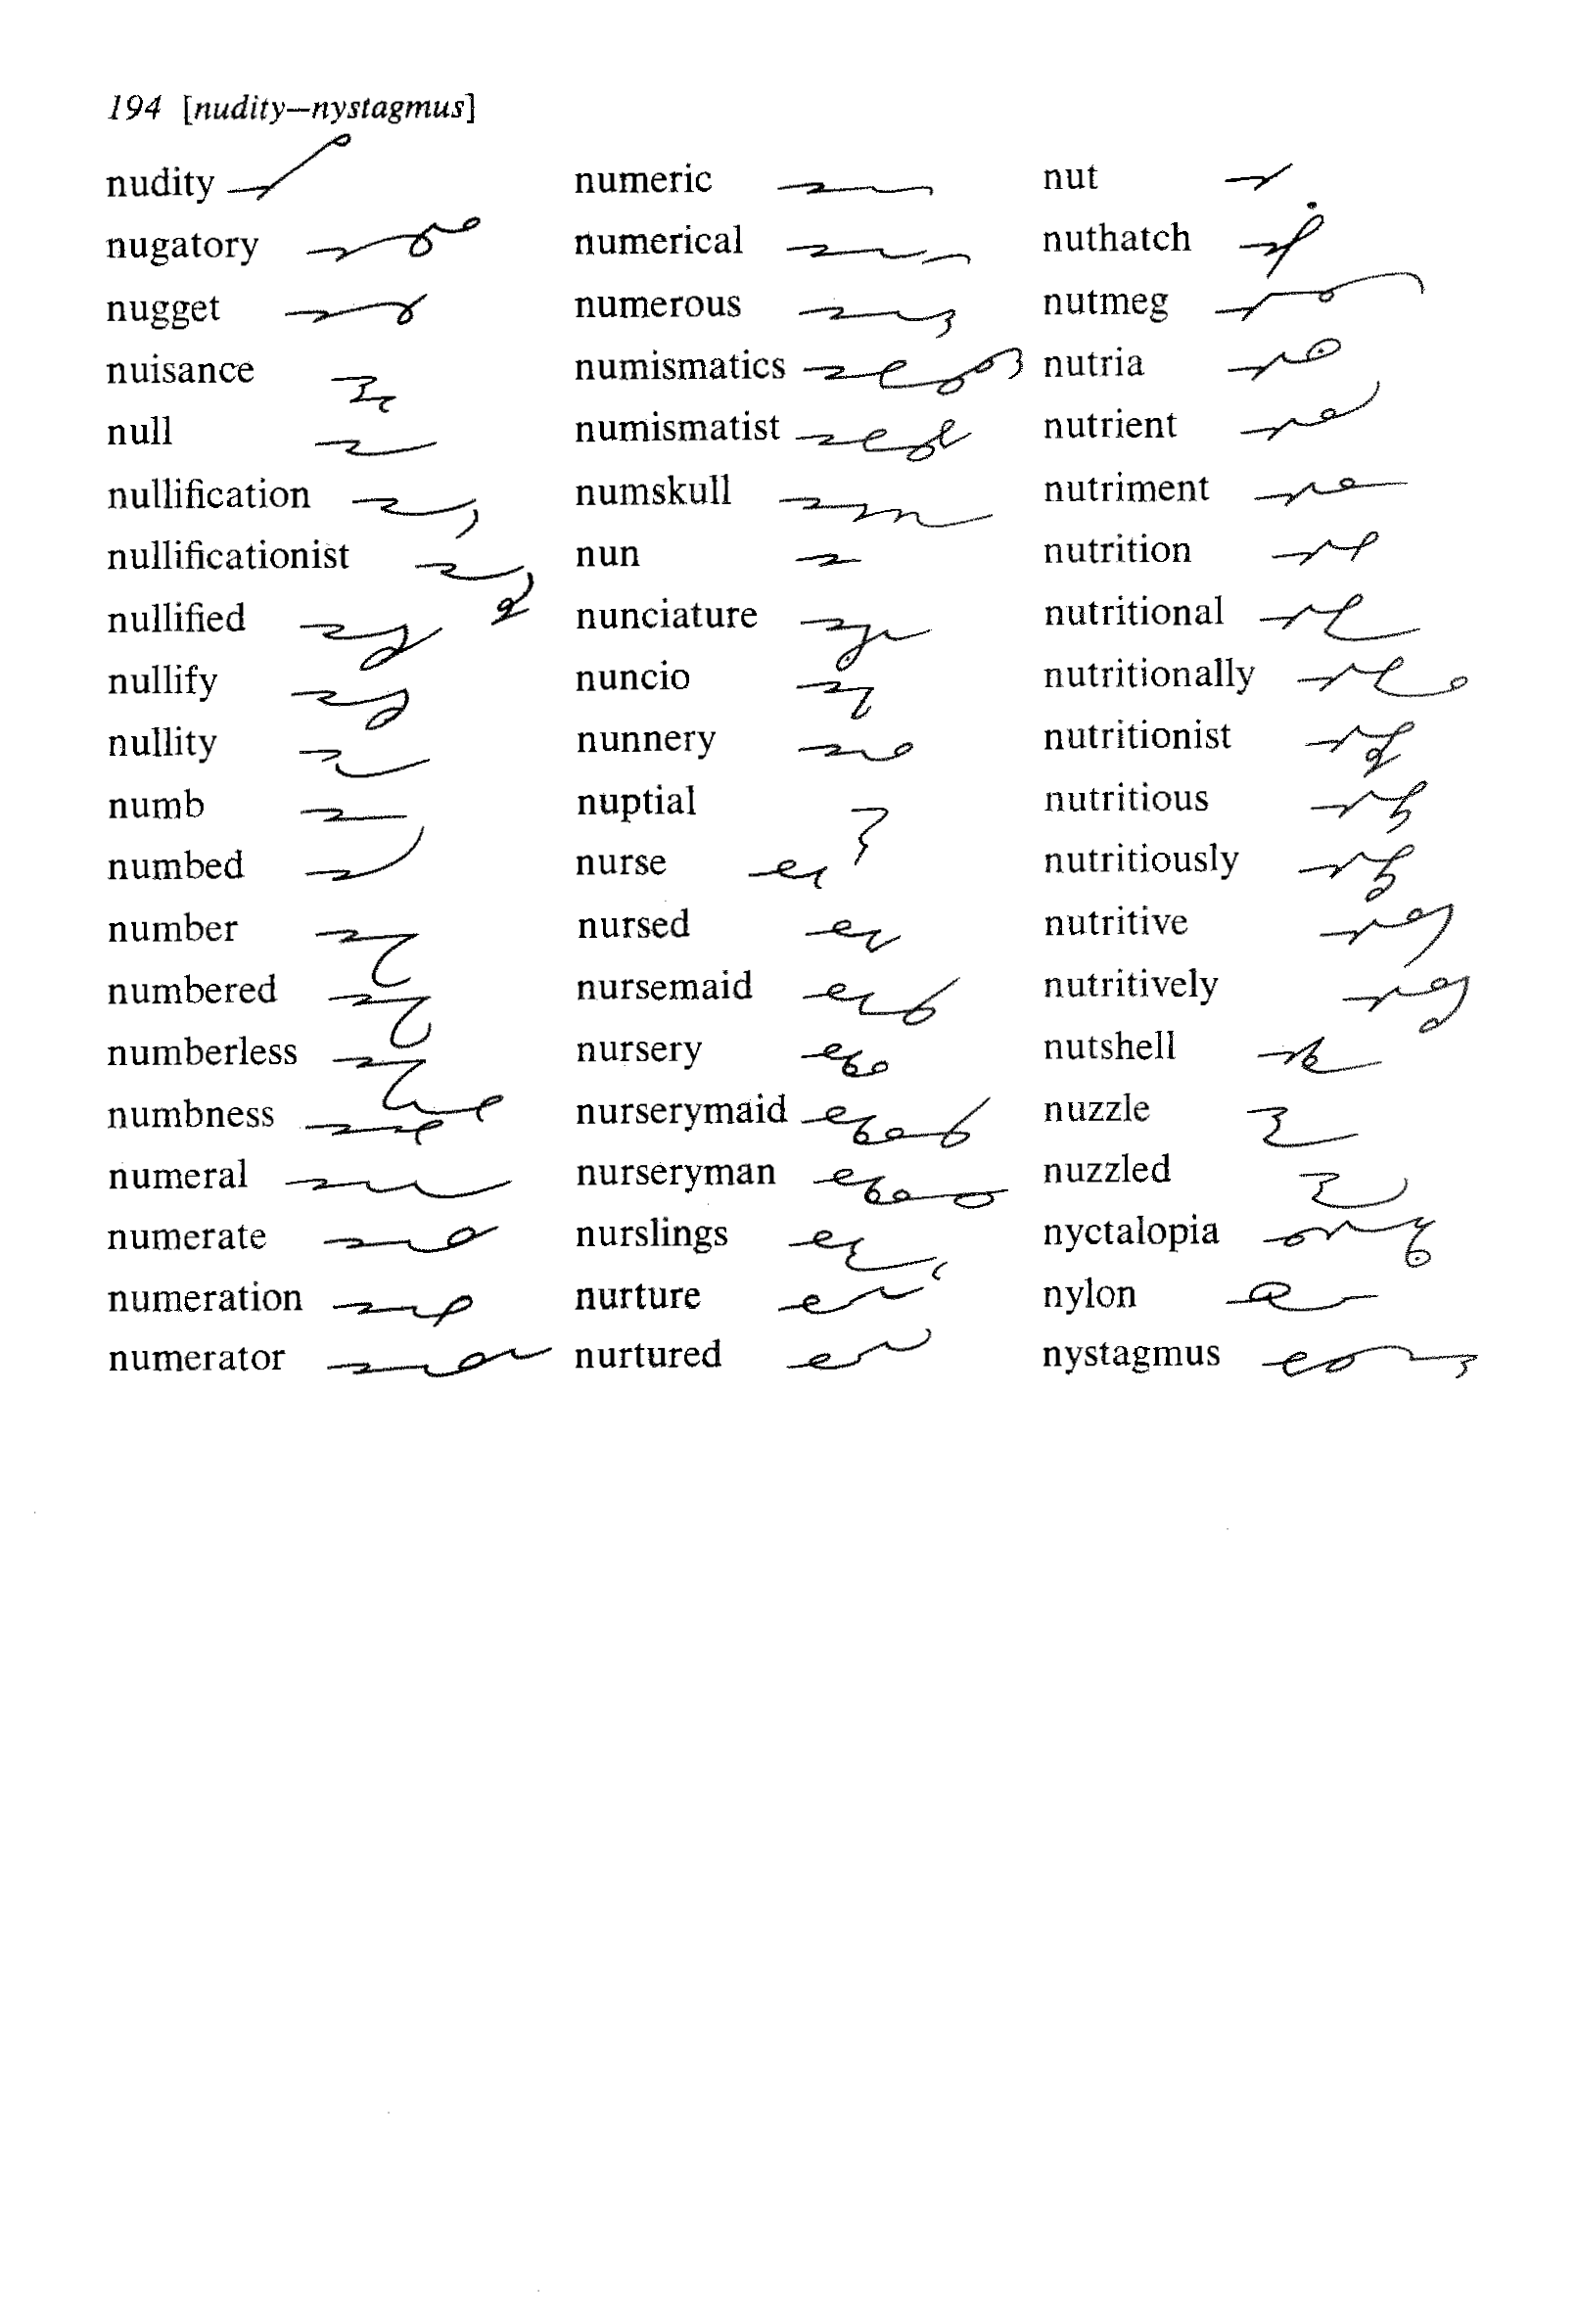 194 [nudity—nystagmus]
nudity
nugatory
nugget
nuisance
null
nullification
nullificationist
nullified
nullify
nullity
numb
numbed
number
numbered
numberless
numbness
numeral
numerate
numeration
numerator
numeric
numerical
numerous
numismatics
numismatist
numskull
nun
nunciature
nuncio
nunnery
nuptial
nurse
nursed
nursemaid
nursery
nurserymaid
nurseryman
nurslings
nurture
nurtured
nut
nuthatch
nutmeg
nutria
nutrient
nutriment
nutrition
nutritional
nutritionally
nutritionist
nutritious
nutritiously
nutritive
nutritively
nutshell
nuzzle
nuzzled
nyctalopia
nylon
nystagmus